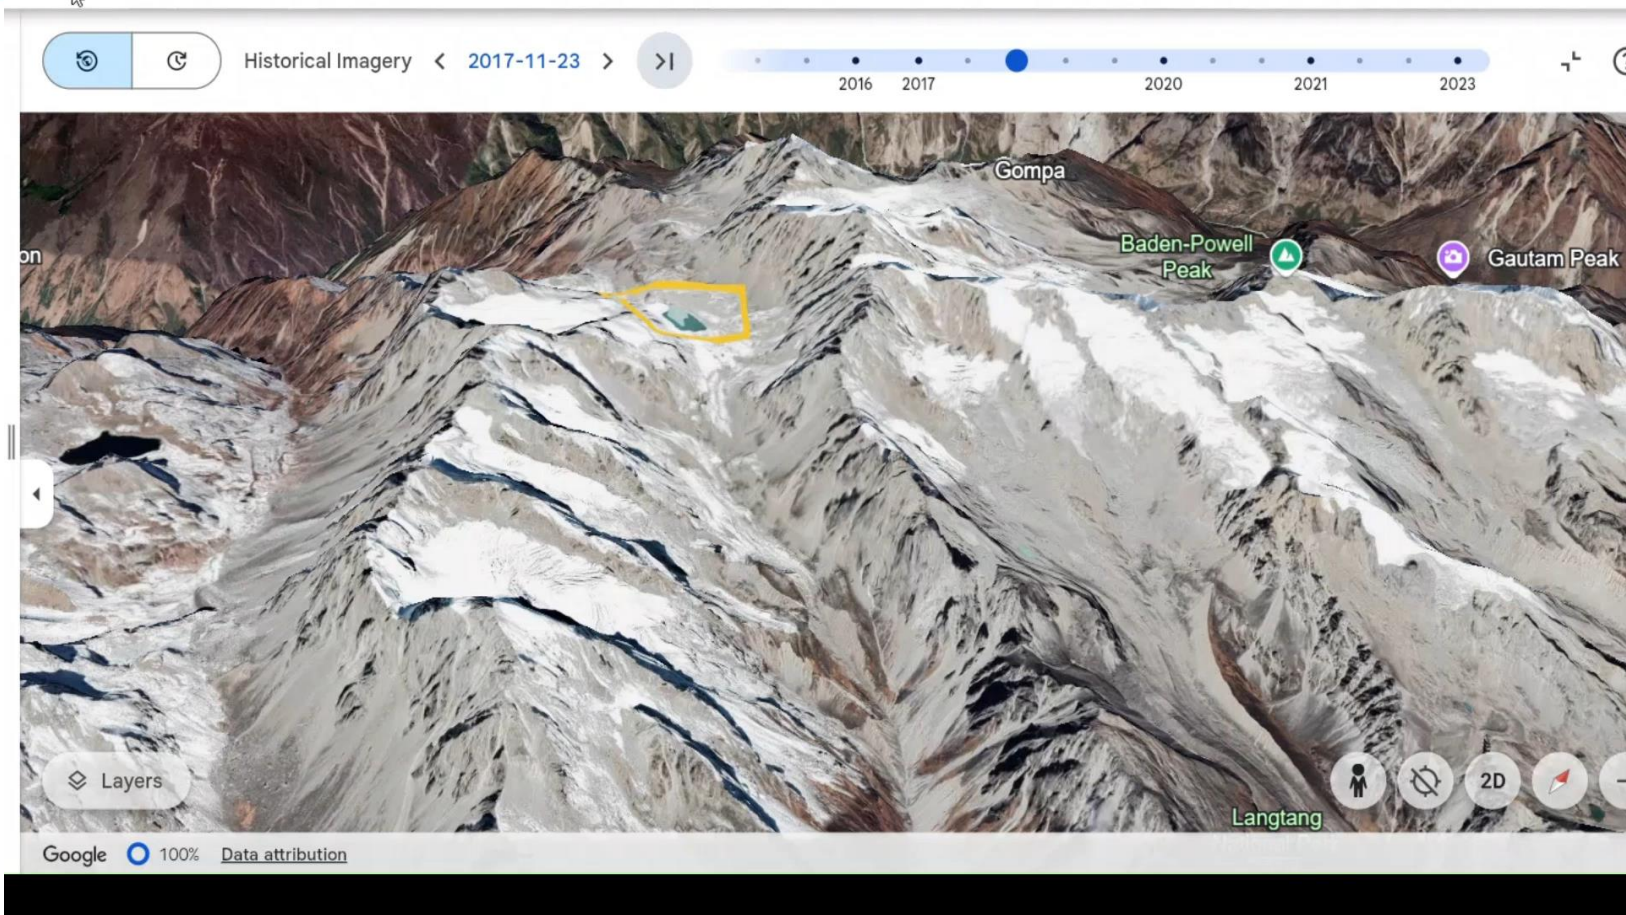 Historical Imagery 2017-11-23
2016 2017 2020 2021 2023
Gompa
Baden-Powell
Peak
Gautam Peak
on
Layers
2D
Langtang
Google 100% Data attribution